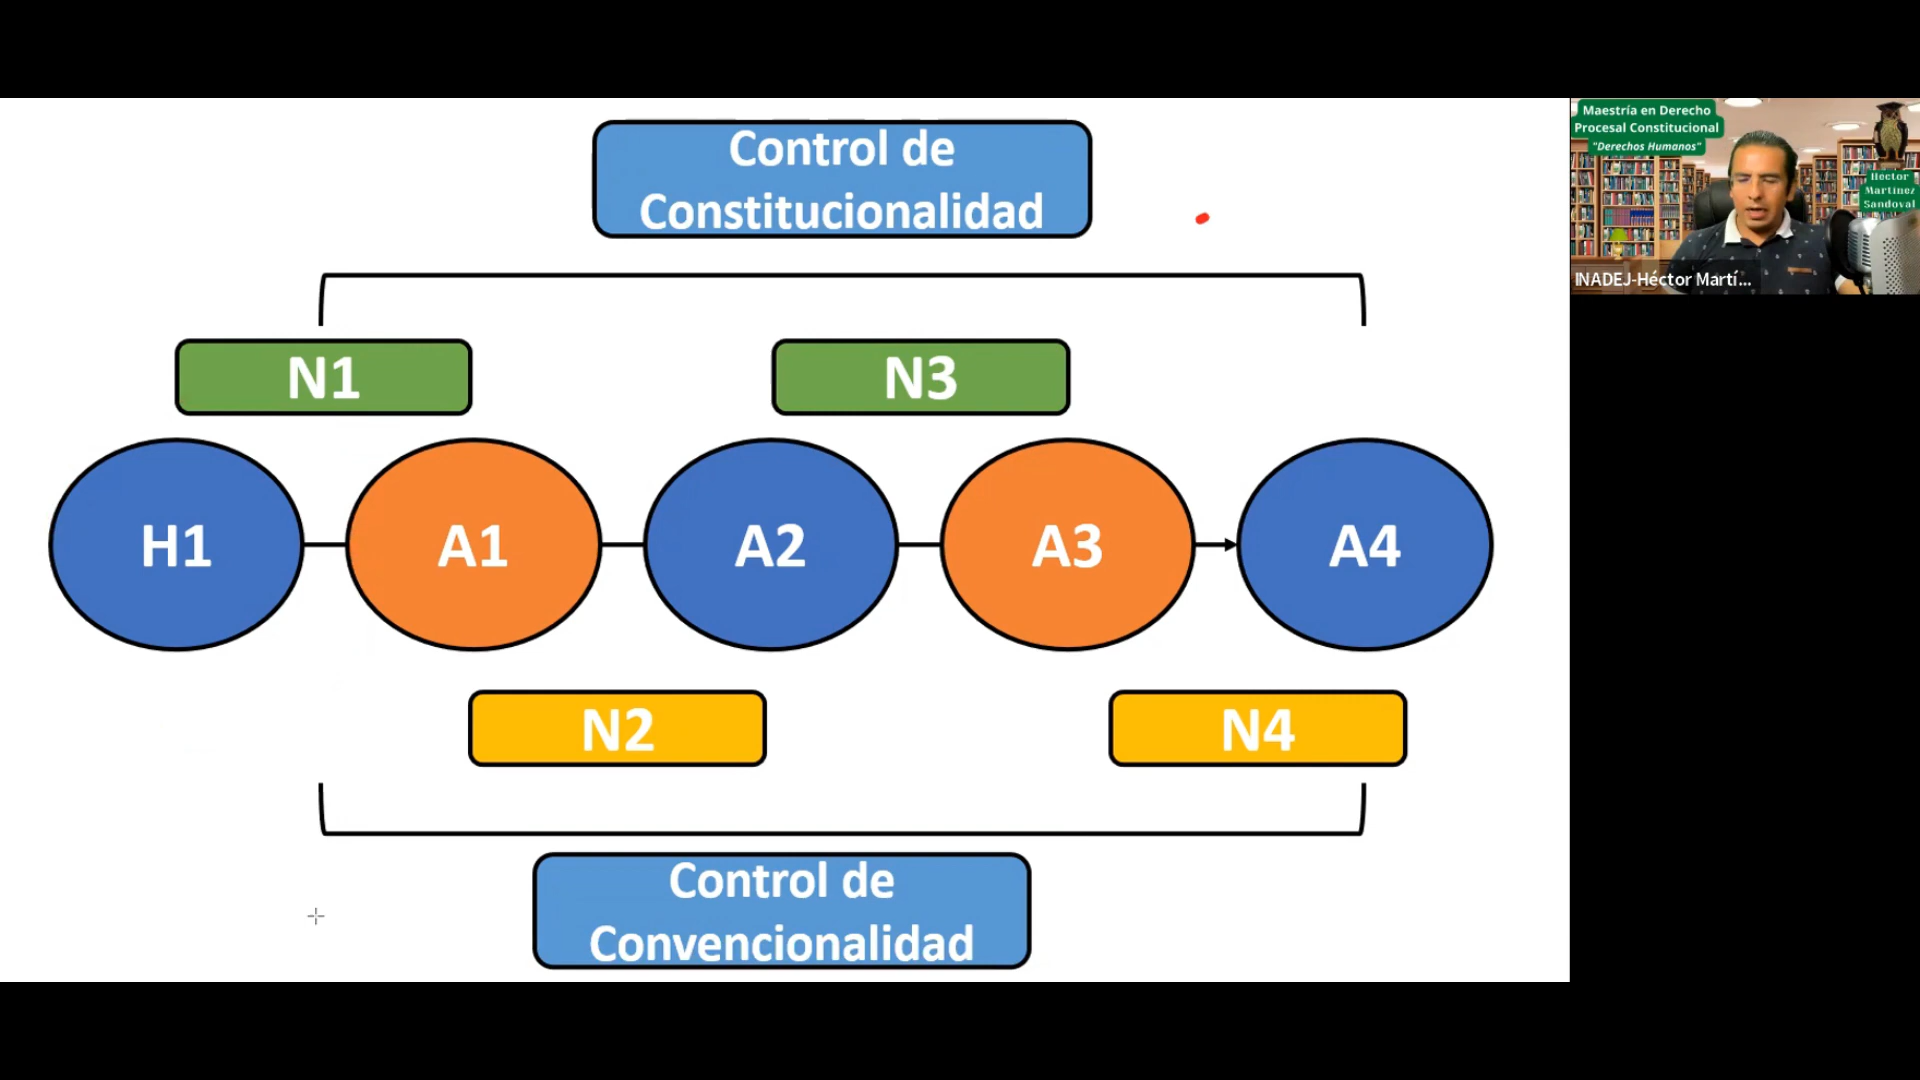 Control de
Constitucionalidad
N1
N3
H1
A1
A2
A3
A4
N2
N4
Control de
Convencionalidad
Maestría en Derecho
Procesal Constitucional
"Derechos Humanos"
Hector
Martínez
Sandoval
INADEJ-Héctor Martí...